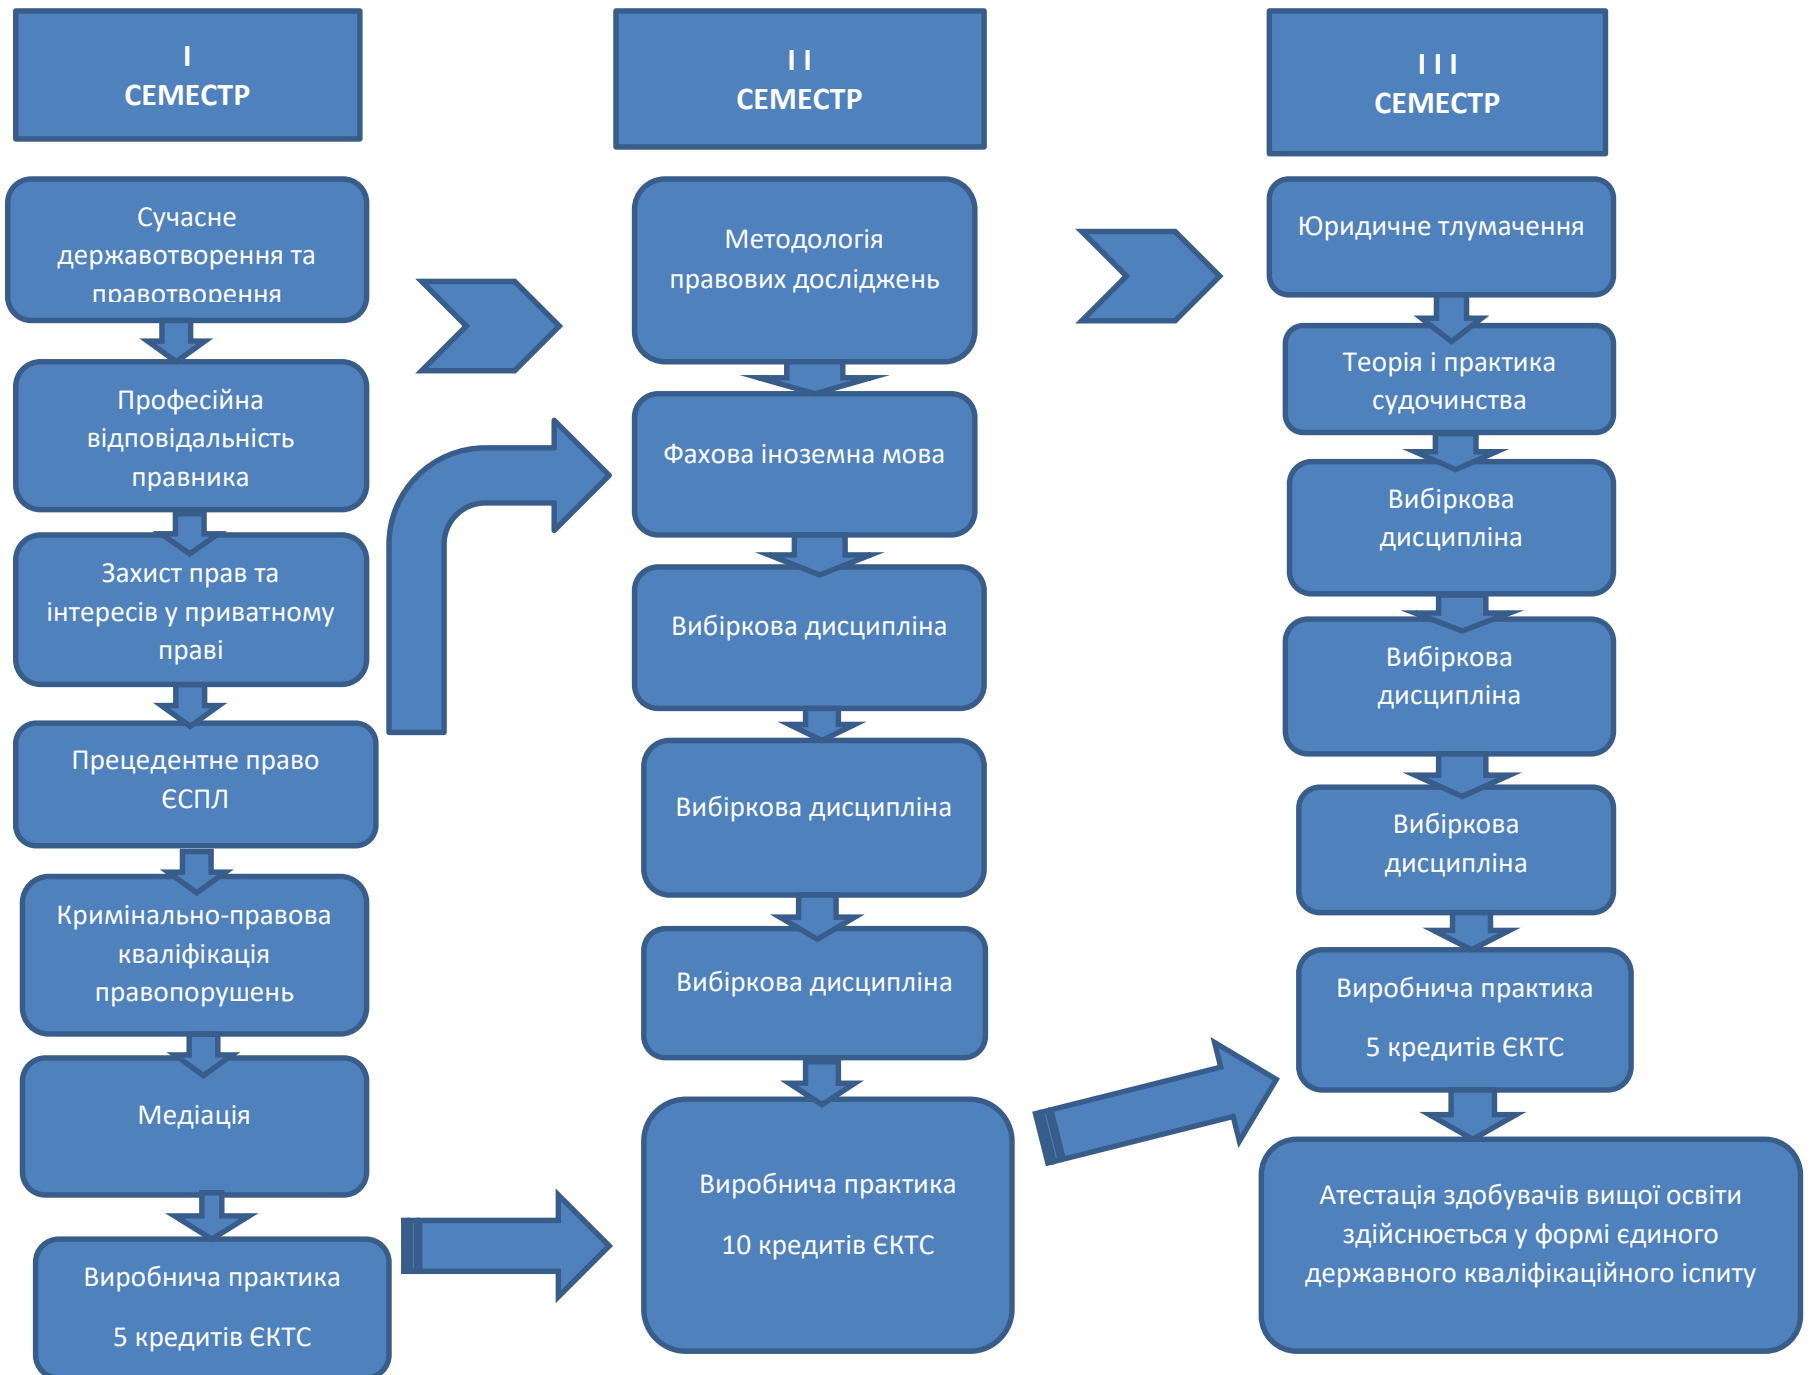 I
СЕМЕСТР
Сучасне
державотворення та
правотворення
Професійна
відповідальність
правника
Захист прав та
інтересів у приватному
праві
Прецедентне право
ЄСПЛ
Кримінально-правова
кваліфікація
правопорушень
Медіація
Виробнича практика
5 кредитів ЄКТС
I I
СЕМЕСТР
Методологія
правових досліджень
Фахова іноземна мова
Вибіркова дисципліна
Вибіркова дисципліна
Вибіркова дисципліна
Виробнича практика
10 кредитів ЄКТС
I I I
СЕМЕСТР
Юридичне тлумачення
Теорія і практика
судочинства
Вибіркова
дисципліна
Вибіркова
дисципліна
Вибіркова
дисципліна
Виробнича практика
5 кредитів ЄКТС
Атестація здобувачів вищої освіти
здійснюється у формі єдиного
державного кваліфікаційного іспиту